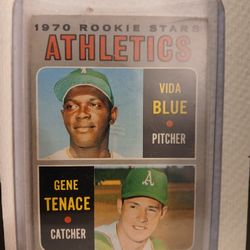 1970 ROOKIE STARS
ATHLETICS
A
VIDA
BLUE
PITCHER
GENE
TENACE
CATCHER
A